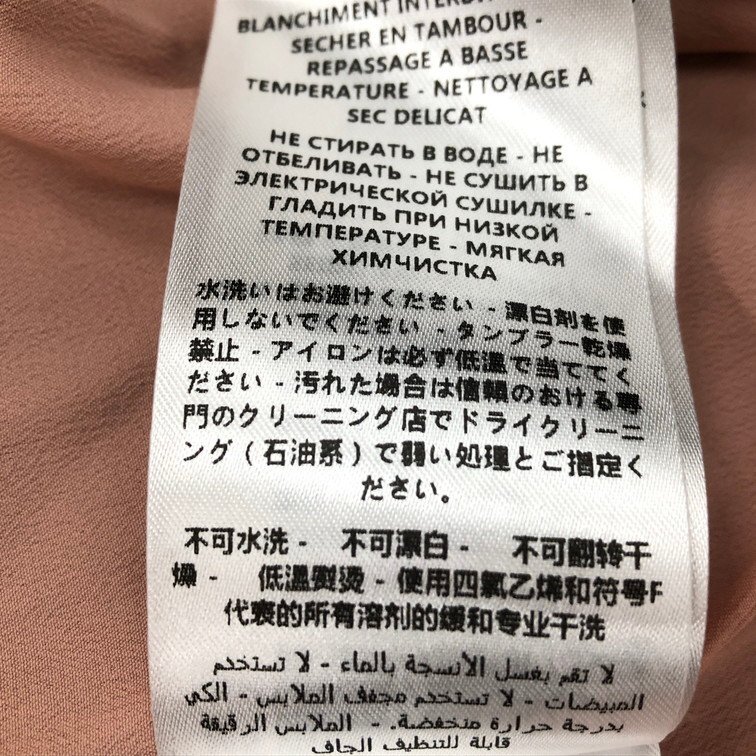 BLANCHIMENT INTERDIT
SECHER EN TAMBOUR -
REPASSAGE A BASSE
TEMPERATURE - NETTOYAGE A
SEC DELICAT
НЕ СТИРАТЬ В ВОДЕ - НЕ
ОТБЕЛИВАТЬ - НЕ СУШИТЬ В
ЭЛЕКТРИЧЕСКОЙ СУШИЛКЕ -
ГЛАДИТЬ ПРИ НИЗКОЙ
ТЕМПЕРАТУРЕ - МЯГКАЯ
ХИМЧИСТКА
水洗いはお避けください - 漂白剤を使
用しないでください - タンブラー乾燥
禁止 - アイロンは必ず低温で当ててく
ださい - 汚れた場合は信頼のおける専
門のクリーニング店でドライクリーニ
ング ( 石油系 ) で弱い処理とご指定く
ださい。
不可水洗 - 不可漂白 - 不可翻转干
燥 - 低温熨烫 - 使用四氯乙烯和符号F
代表的所有溶剂的缓和专业干洗
لا تقم بغسل الأنسجة بالماء - لا تستخدم
المبيضات - لا تستخدم مجفف الملابس - الكي
بدرجة حرارة منخفضة. - الملابس الرقيقة
قابلة للتنظيف الجاف